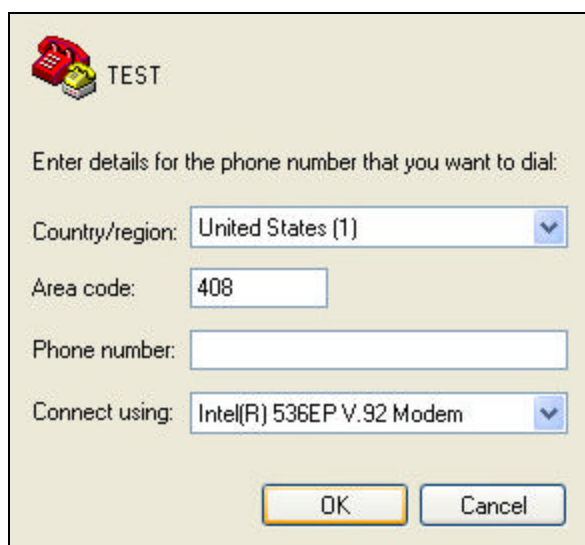 TEST
Enter details for the phone number that you want to dial:
Country/region: United States (1)
Area code: 408
Phone number:
Connect using: Intel(R) 536EP V.92 Modem
OK Cancel